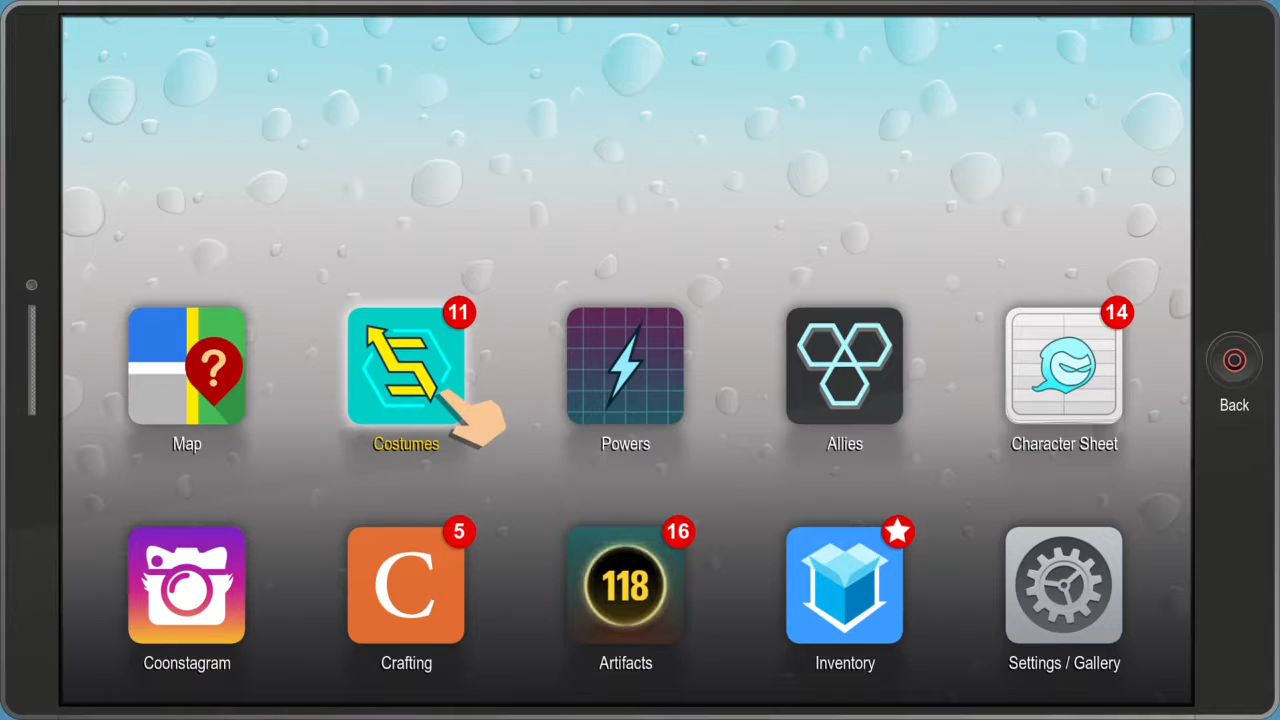 11
14
?
Map
Costumes
Powers
Allies
Character Sheet
Back
5
16
C
118
Coonstagram
Crafting
Artifacts
Inventory
Settings / Gallery